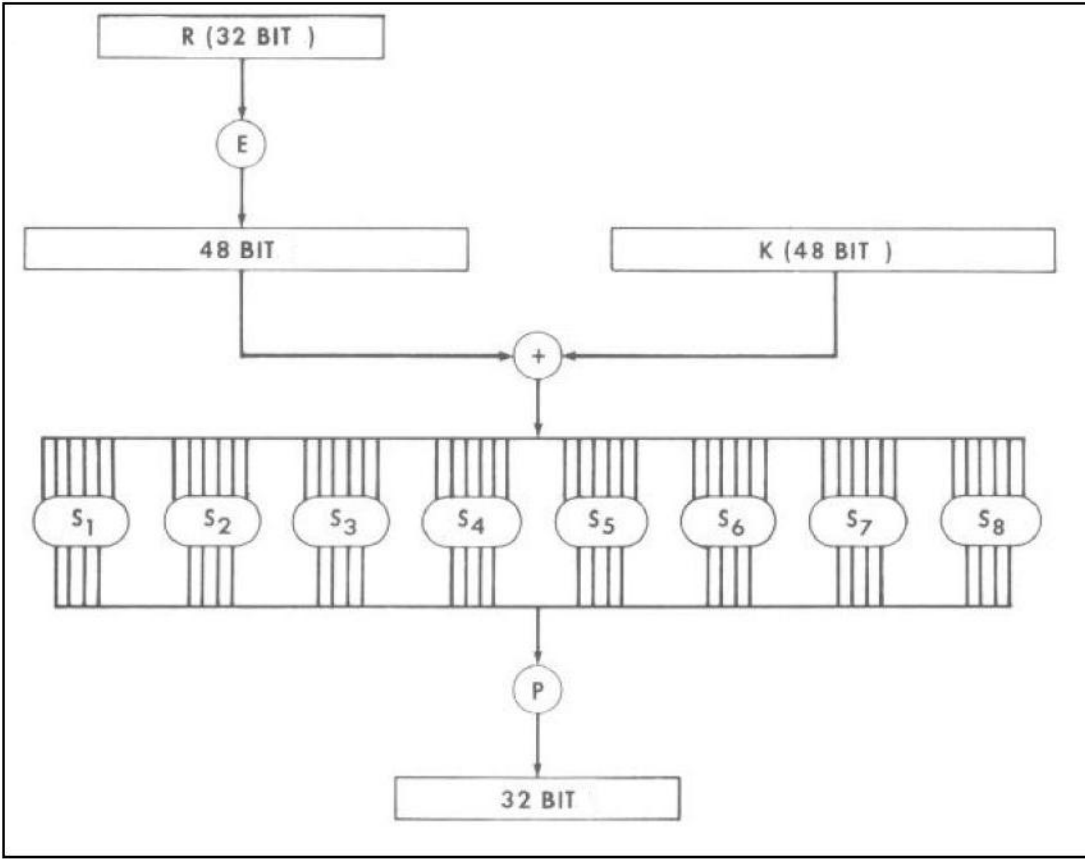 R (32 BIT )
E
48 BIT
K (48 BIT )
+
S1 S2 S3 S4 S5 S6 S7 S8
P
32 BIT